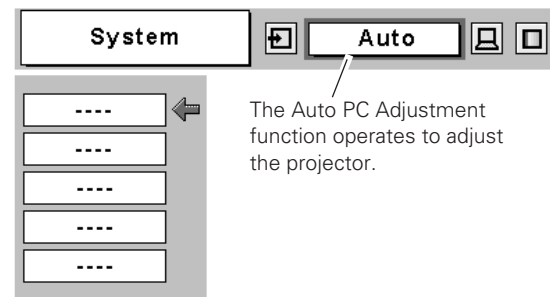 System Auto
The Auto PC Adjustment
function operates to adjust
the projector.
----
----
----
----
----